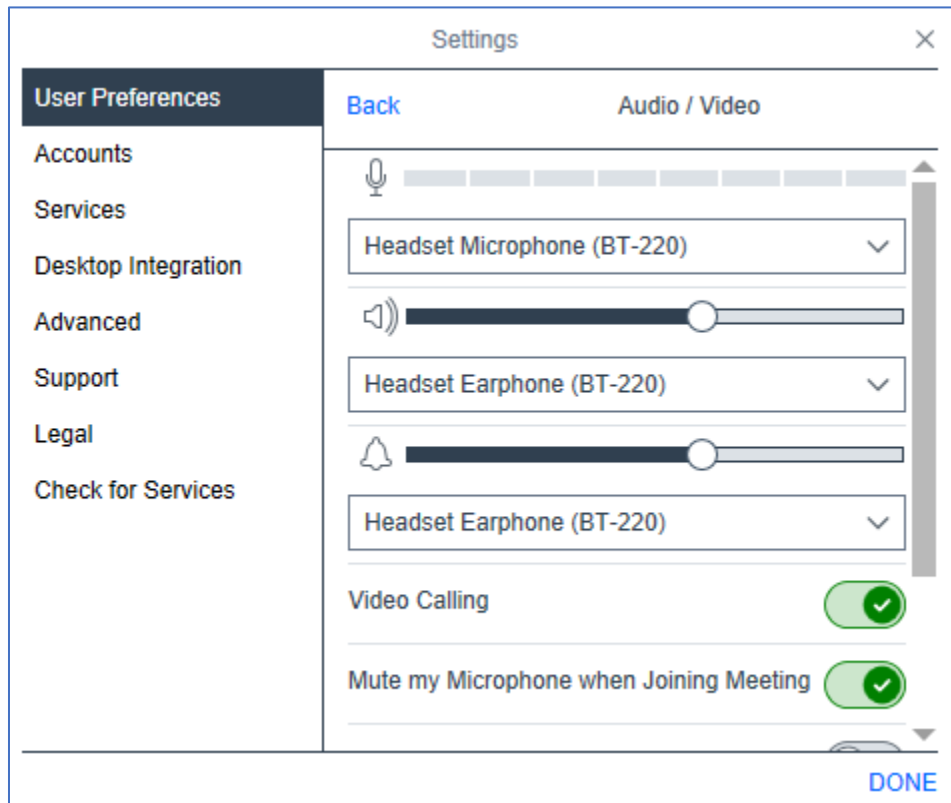 Settings
User Preferences
Accounts
Services
Desktop Integration
Advanced
Support
Legal
Check for Services
Back
Audio / Video
Headset Microphone (BT-220)
Headset Earphone (BT-220)
Headset Earphone (BT-220)
Video Calling
Mute my Microphone when Joining Meeting
DONE